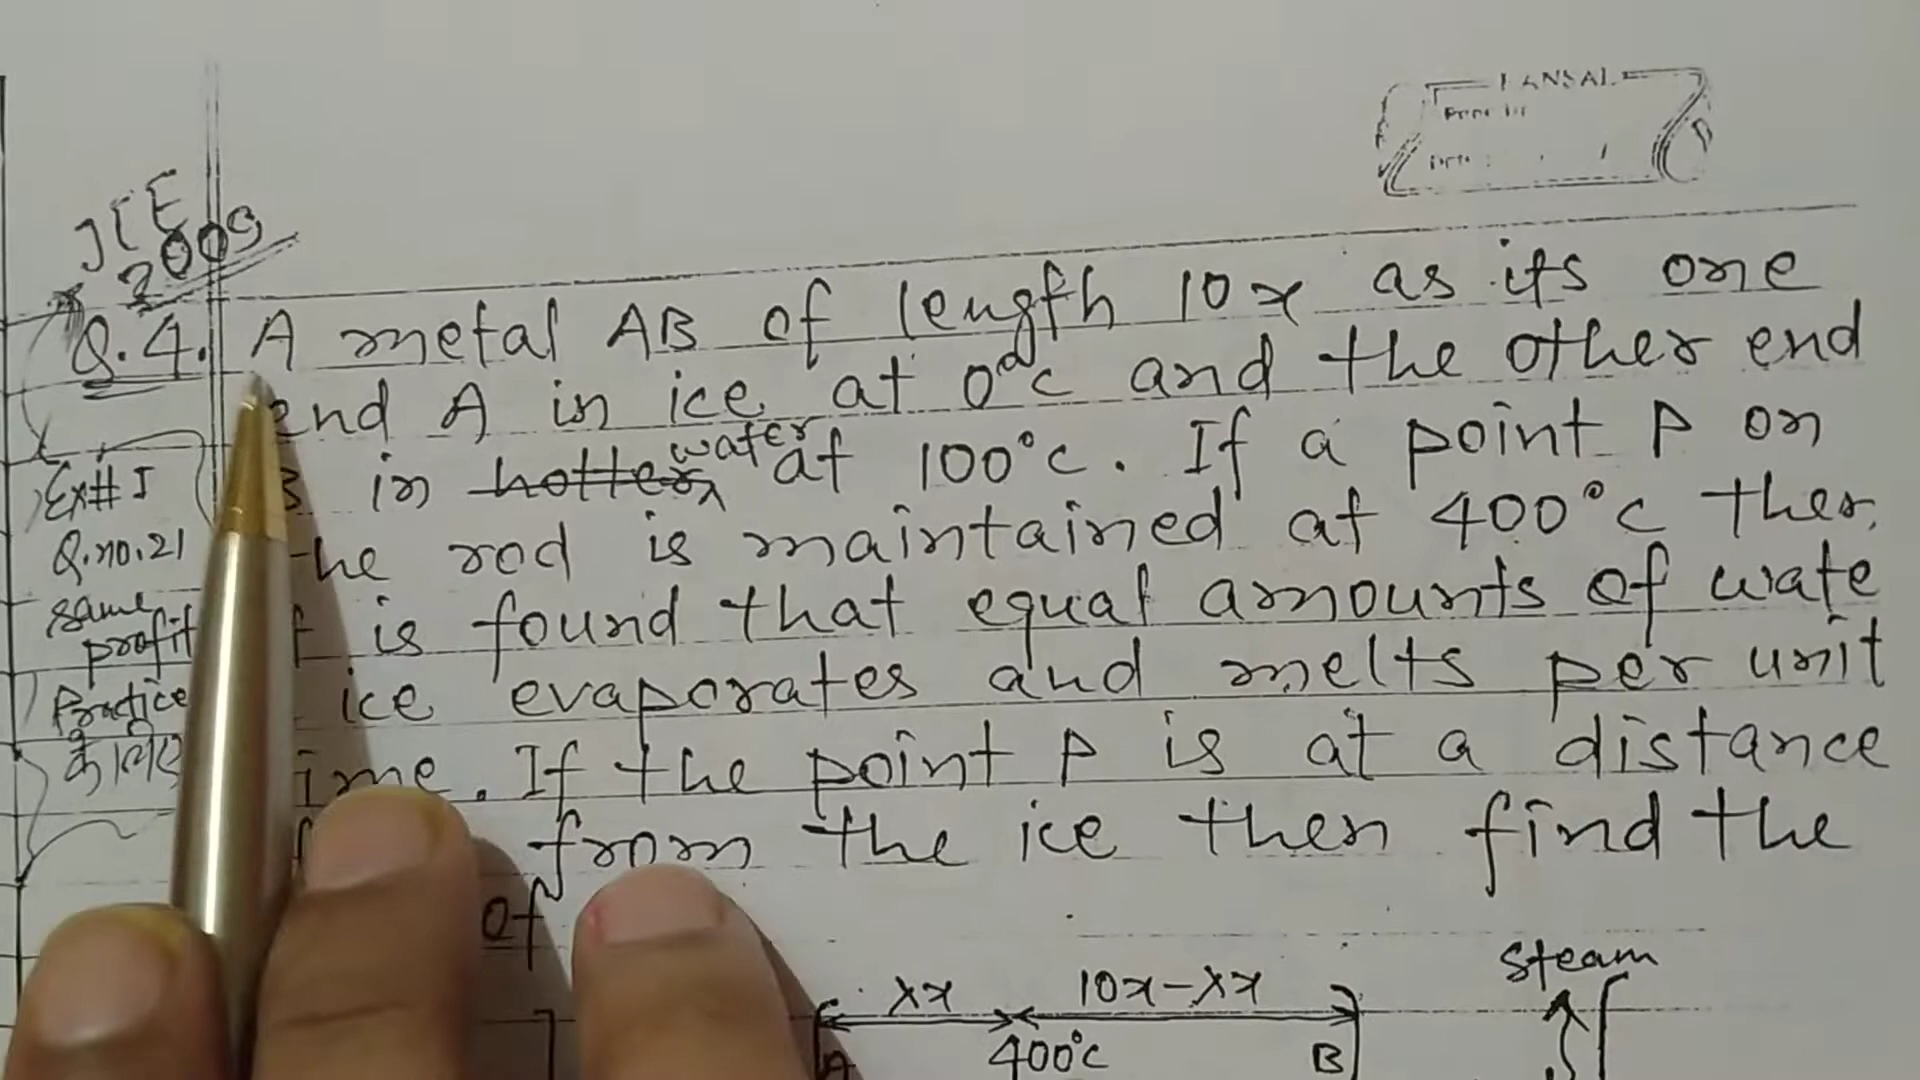 JEE
2009
Q.4. A metal AB of length 10x as its one
end A in ice at 0°C and the other end
B in water at 100°C. If a point P on
the rod is maintained at 400°C then
is found that equal amounts of wate
ice evaporates and melts per unit
time. If the point P is at a distance
from the ice then find the
of
Ex# I
Q.no.21
same
profit
Practice
के लिए
λx 10x-λx
A 400°C B
Steam